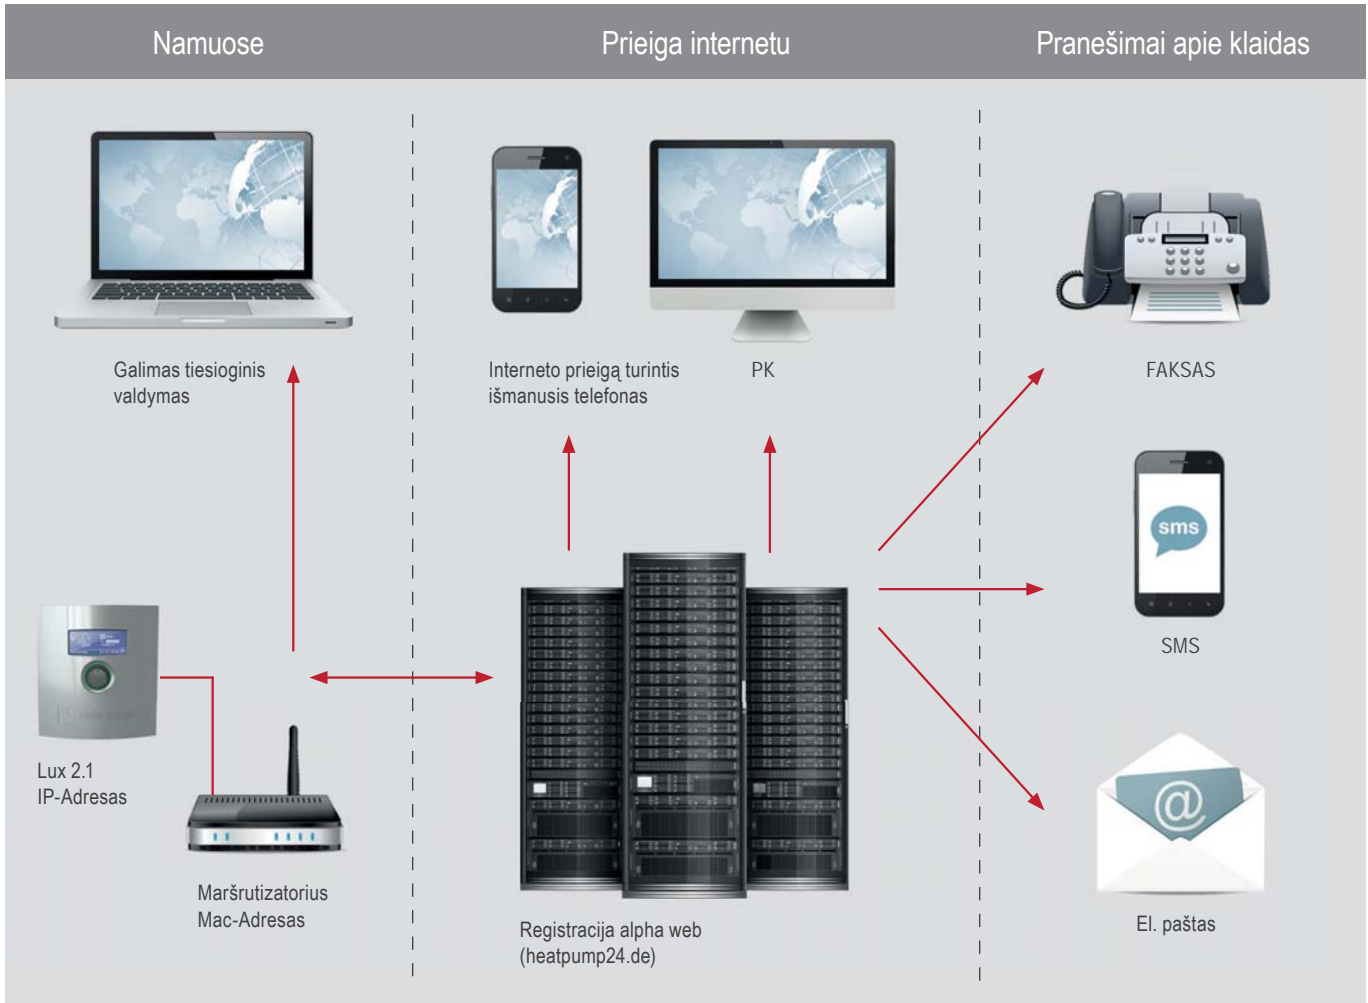 Namuose
Prieiga internetu
Pranešimai apie klaidas
Galimas tiesioginis
valdymas
Interneto prieigą turintis
išmanusis telefonas
PK
FAKSAS
sms
SMS
Lux 2.1
IP-Adresas
Maršrutizatorius
Mac-Adresas
Registracija alpha web
(heatpump24.de)
@
El. paštas